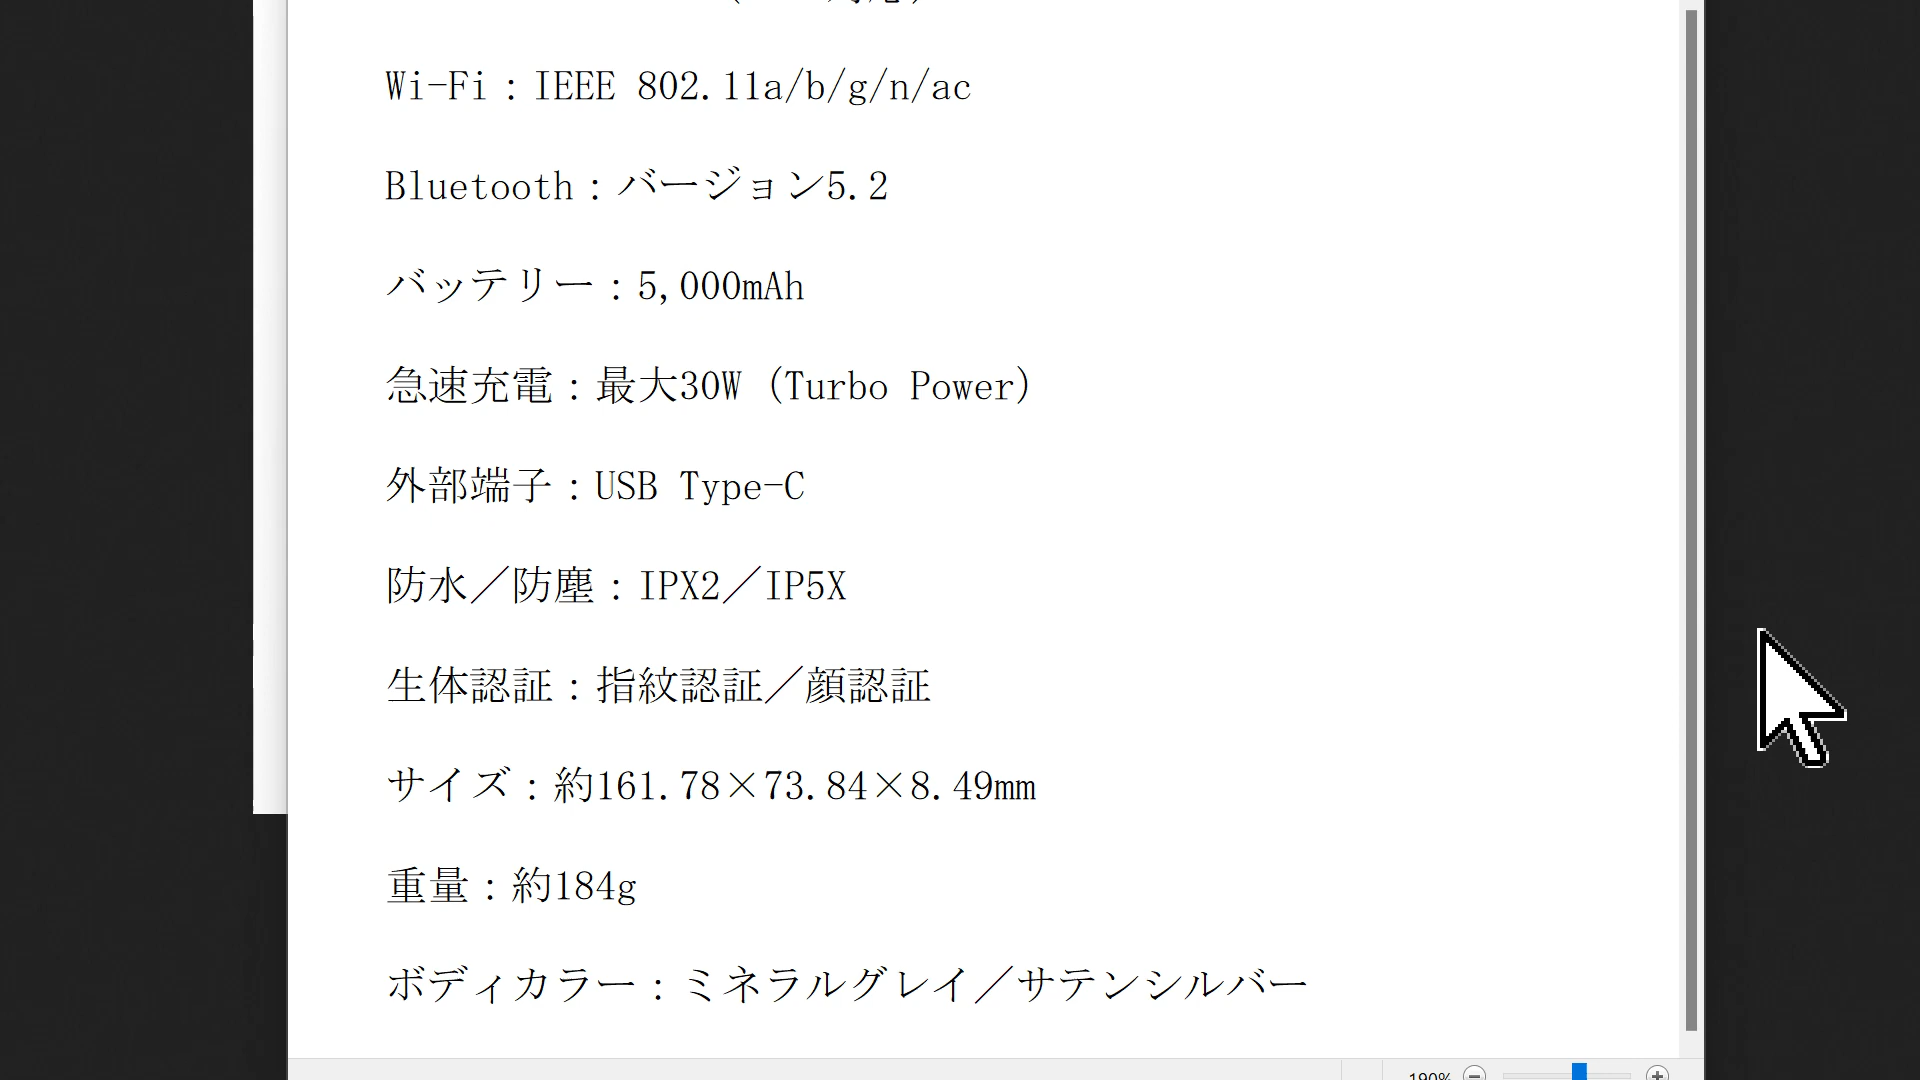 Wi-Fi：IEEE 802.11a/b/g/n/ac
Bluetooth：バージョン5.2
バッテリー：5,000mAh
急速充電：最大30W (Turbo Power)
外部端子：USB Type-C
防水／防塵：IPX2／IP5X
生体認証：指紋認証／顔認証
サイズ：約161.78×73.84×8.49mm
重量：約184g
ボディカラー：ミネラルグレイ／サテンシルバー
190%